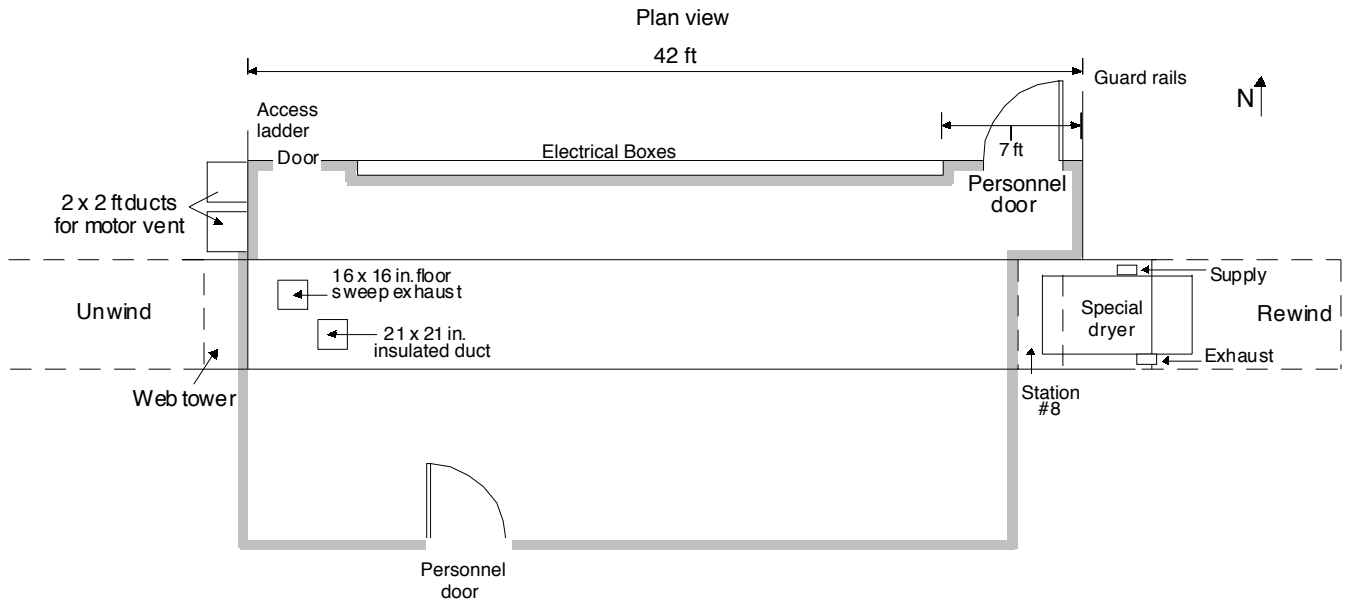 Plan view
42 ft
Guard rails
N
Access
ladder
Door
Electrical Boxes
7 ft
Personnel
door
2 x 2 ft ducts
for motor vent
16 x 16 in. floor
sweep exhaust
Supply
Unwind
Special
dryer
Rewind
21 x 21 in.
insulated duct
Exhaust
Web tower
Station
#8
Personnel
door